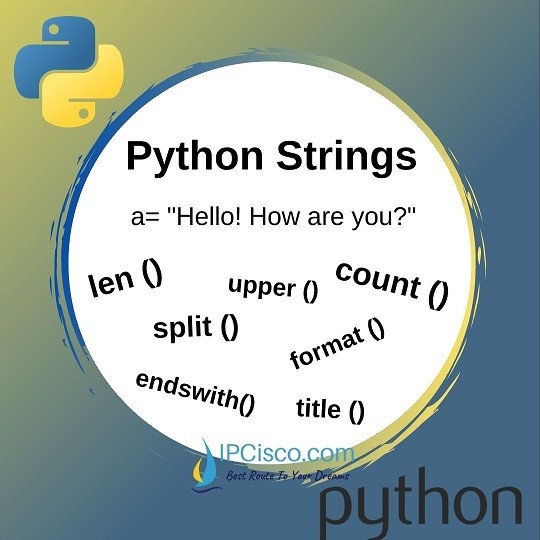 Python Strings
a= "Hello! How are you?"
len ()
upper ()
count ()
split ()
format ()
endswith()
title ()
IPCisco.com
Best Route To Your Dreams
python